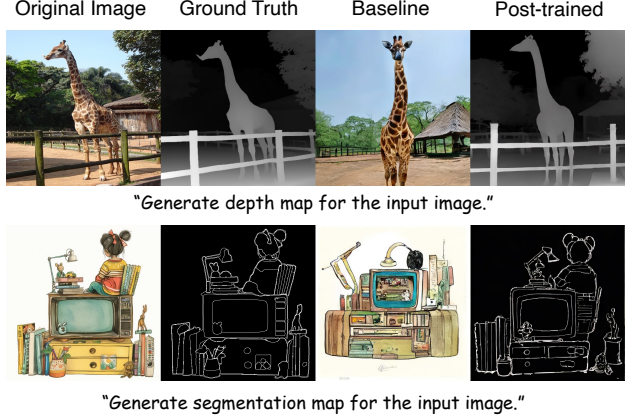 Original Image Ground Truth Baseline Post-trained
“Generate depth map for the input image.”
“Generate segmentation map for the input image.”